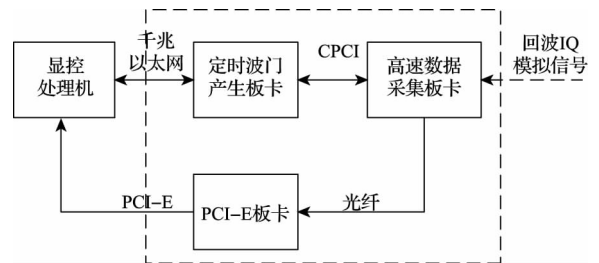 显控
处理机
千兆
以太网
定时波门
产生板卡
CPCI
高速数据
采集板卡
回波IQ
模拟信号
PCI-E
PCI-E板卡
光纤